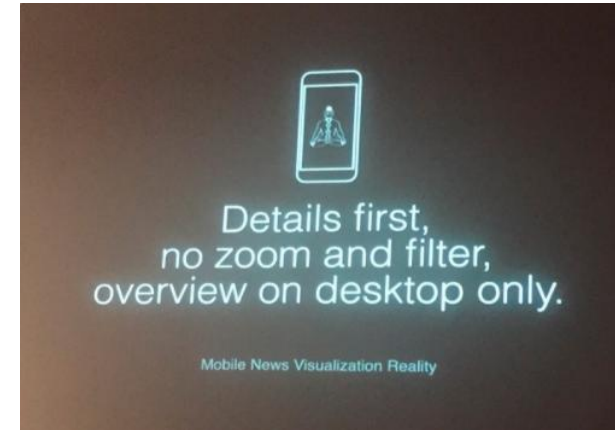 Details first,
no zoom and filter,
overview on desktop only.
Mobile News Visualization Reality